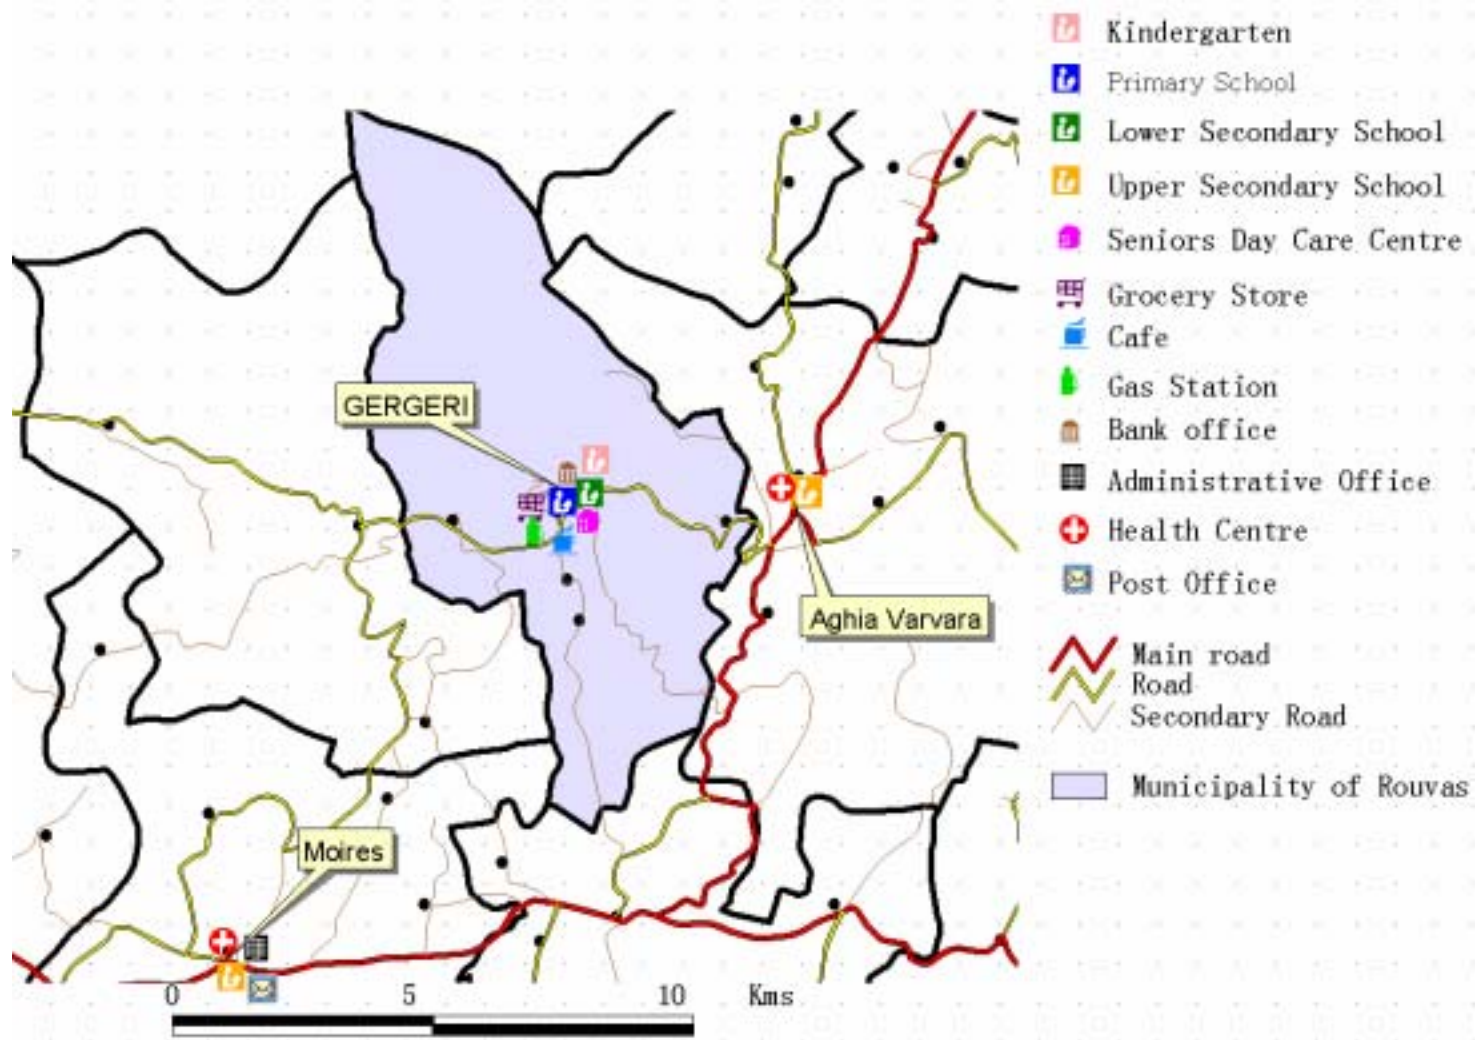 Kindergarten
Primary School
Lower Secondary School
Upper Secondary School
Seniors Day Care Centre
Grocery Store
Cafe
Gas Station
Bank office
Administrative Office
Health Centre
Post Office
Main road
Road
Secondary Road
Municipality of Rouvas
GERGERI
Aghia Varvara
Moires
0 5 10 Kms